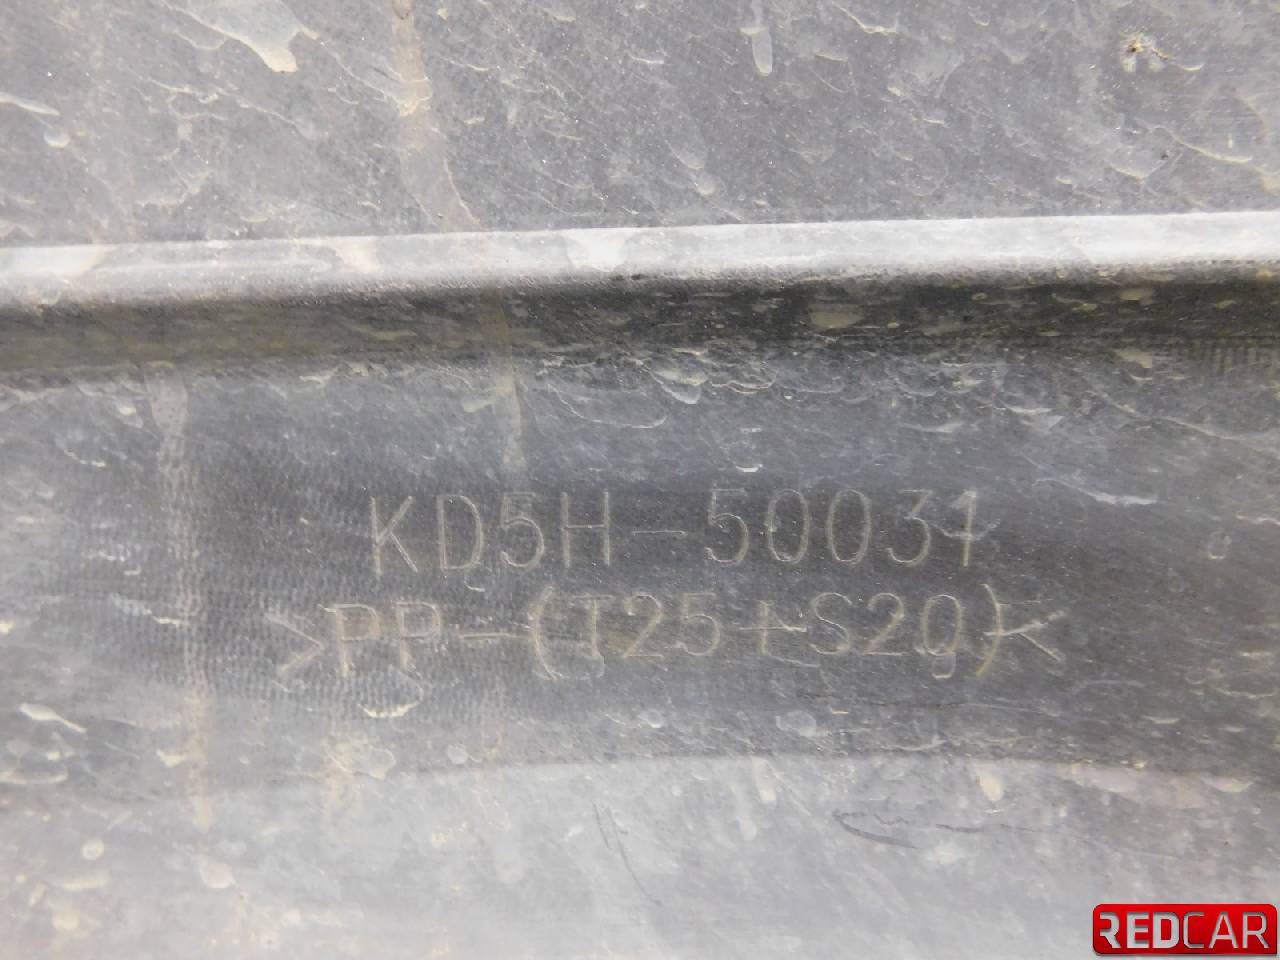 KD5H-50031
>PP-(T25+S20)<
REDCAR